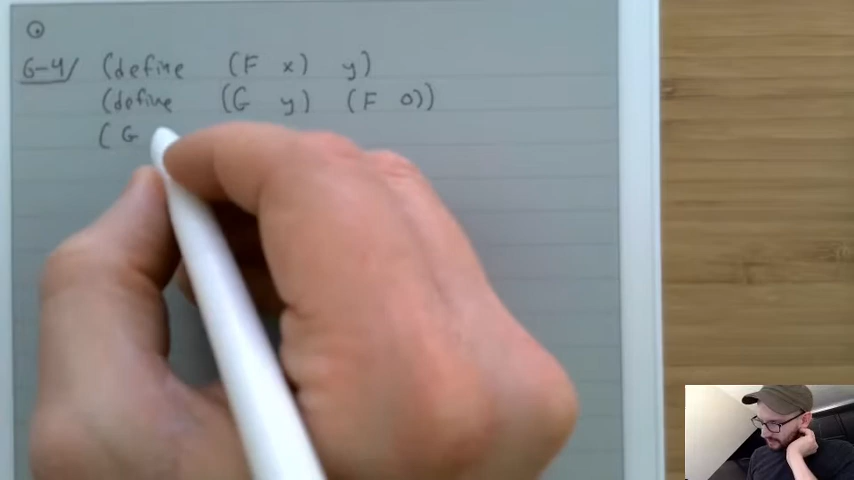 G-4/ (define (F x) y)
(define (G y) (F 0))
(G